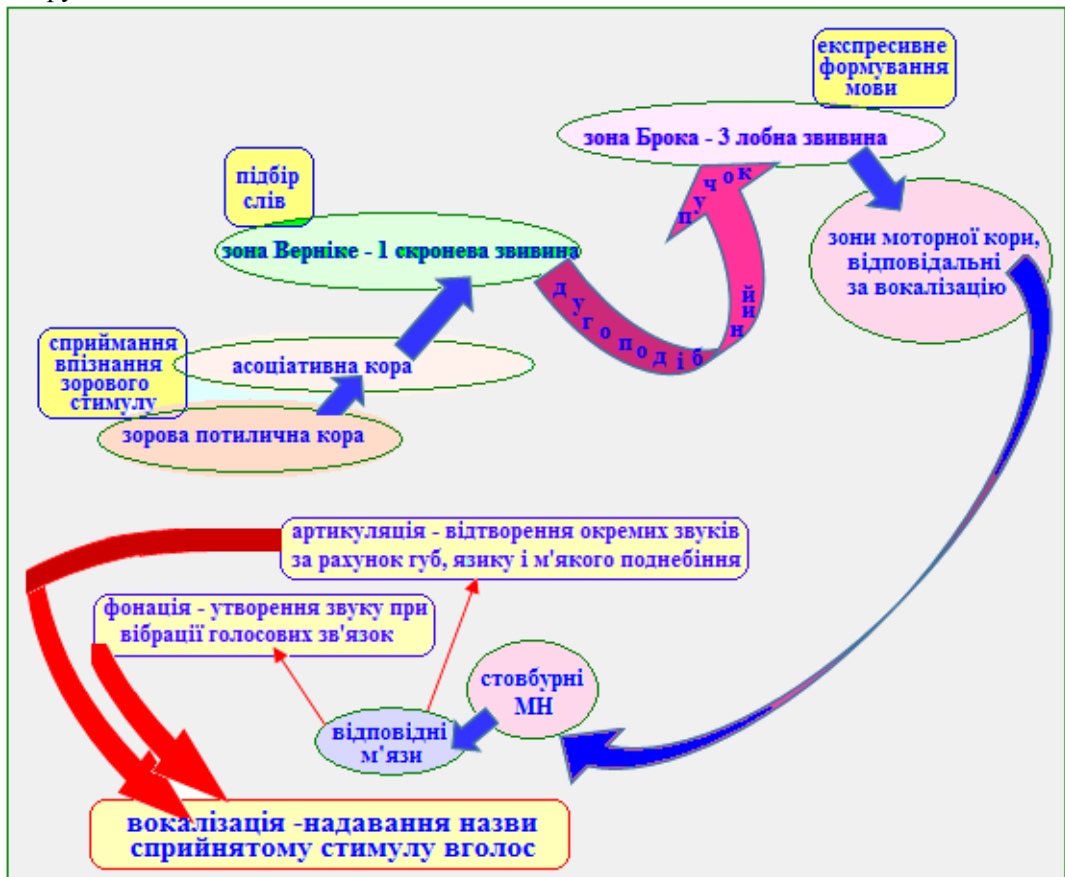 експресивне
формування
мови
зона Брока - 3 лобна звивина
підбір
слів
зона Верніке - 1 скронева звивина
дугоподібний
пучок
зони моторної кори,
відповідальні
за вокалізацію
сприймання
впізнання
зорового
стимулу
асоціативна кора
зорова потилична кора
артикуляція - відтворення окремих звуків
за рахунок губ, язику і м'якого поднебіння
фонація - утворення звуку при
вібрації голосових зв'язок
стовбурні
МН
відповідні
м'язи
вокалізація -надавання назви
сприйнятому стимулу вголос